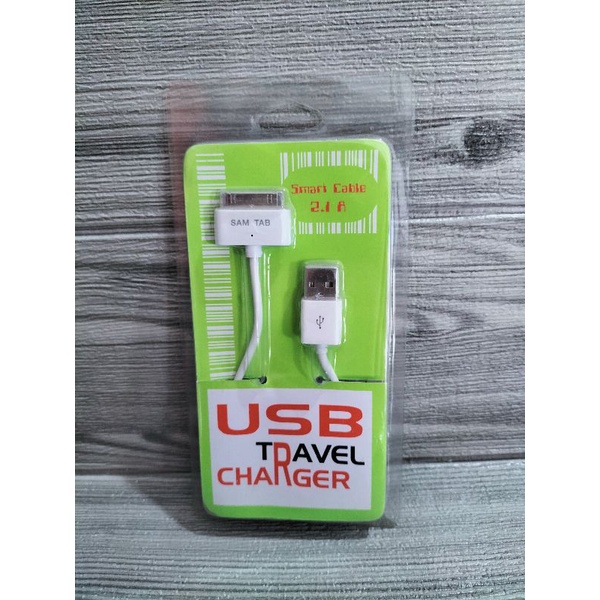 Smart Cable
2.1 A
SAM TAB
USB
TRAVEL
CHARGER